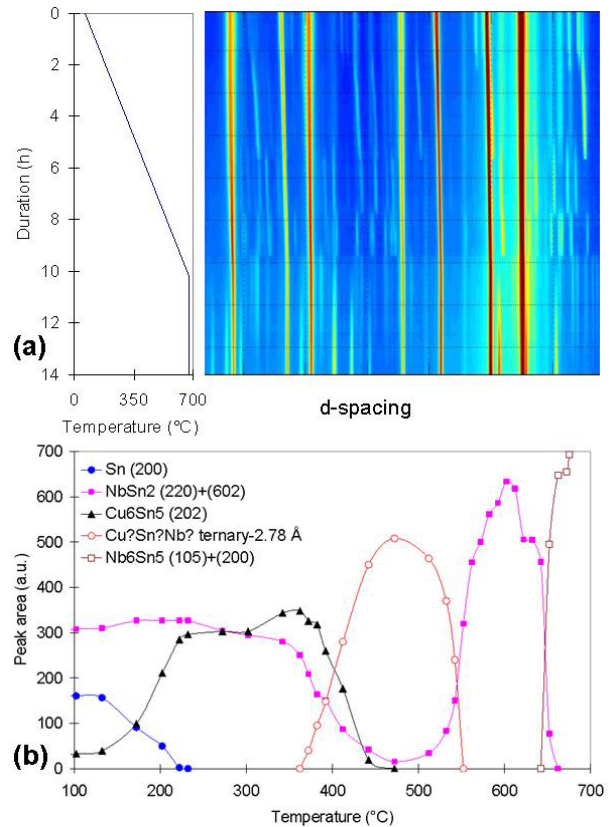 0
2
4
6
8
10
12
14
Duration (h)
(a)
0 350 700
Temperature (°C)
d-spacing
700
600
500
400
300
200
100
0
Peak area (a.u.)
Sn (200)
NbSn2 (220)+(602)
Cu6Sn5 (202)
Cu?Sn?Nb? ternary-2.78 Å
Nb6Sn5 (105)+(200)
(b)
100 200 300 400 500 600 700
Temperature (°C)